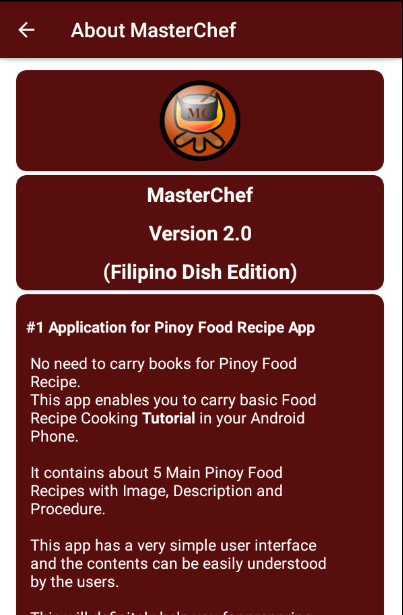 About MasterChef
MC
MasterChef
Version 2.0
(Filipino Dish Edition)
#1 Application for Pinoy Food Recipe App
No need to carry books for Pinoy Food
Recipe.
This app enables you to carry basic Food
Recipe Cooking Tutorial in your Android
Phone.
It contains about 5 Main Pinoy Food
Recipes with Image, Description and
Procedure.
This app has a very simple user interface
and the contents can be easily understood
by the users.